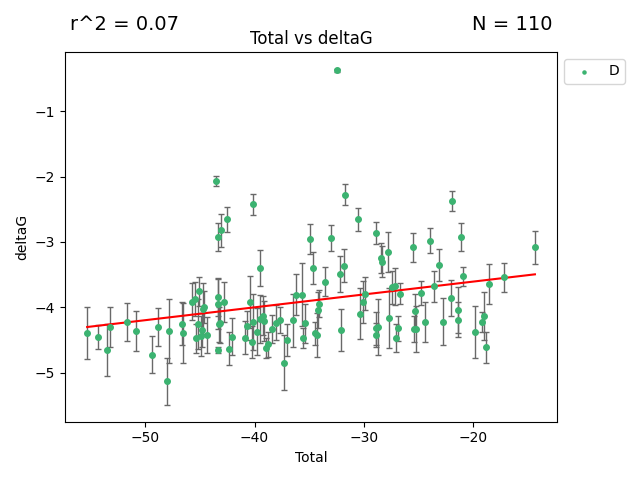 r^2 = 0.07
N = 110
Total vs deltaG
D
deltaG
−1
−2
−3
−4
−5
−50
−40
−30
−20
Total